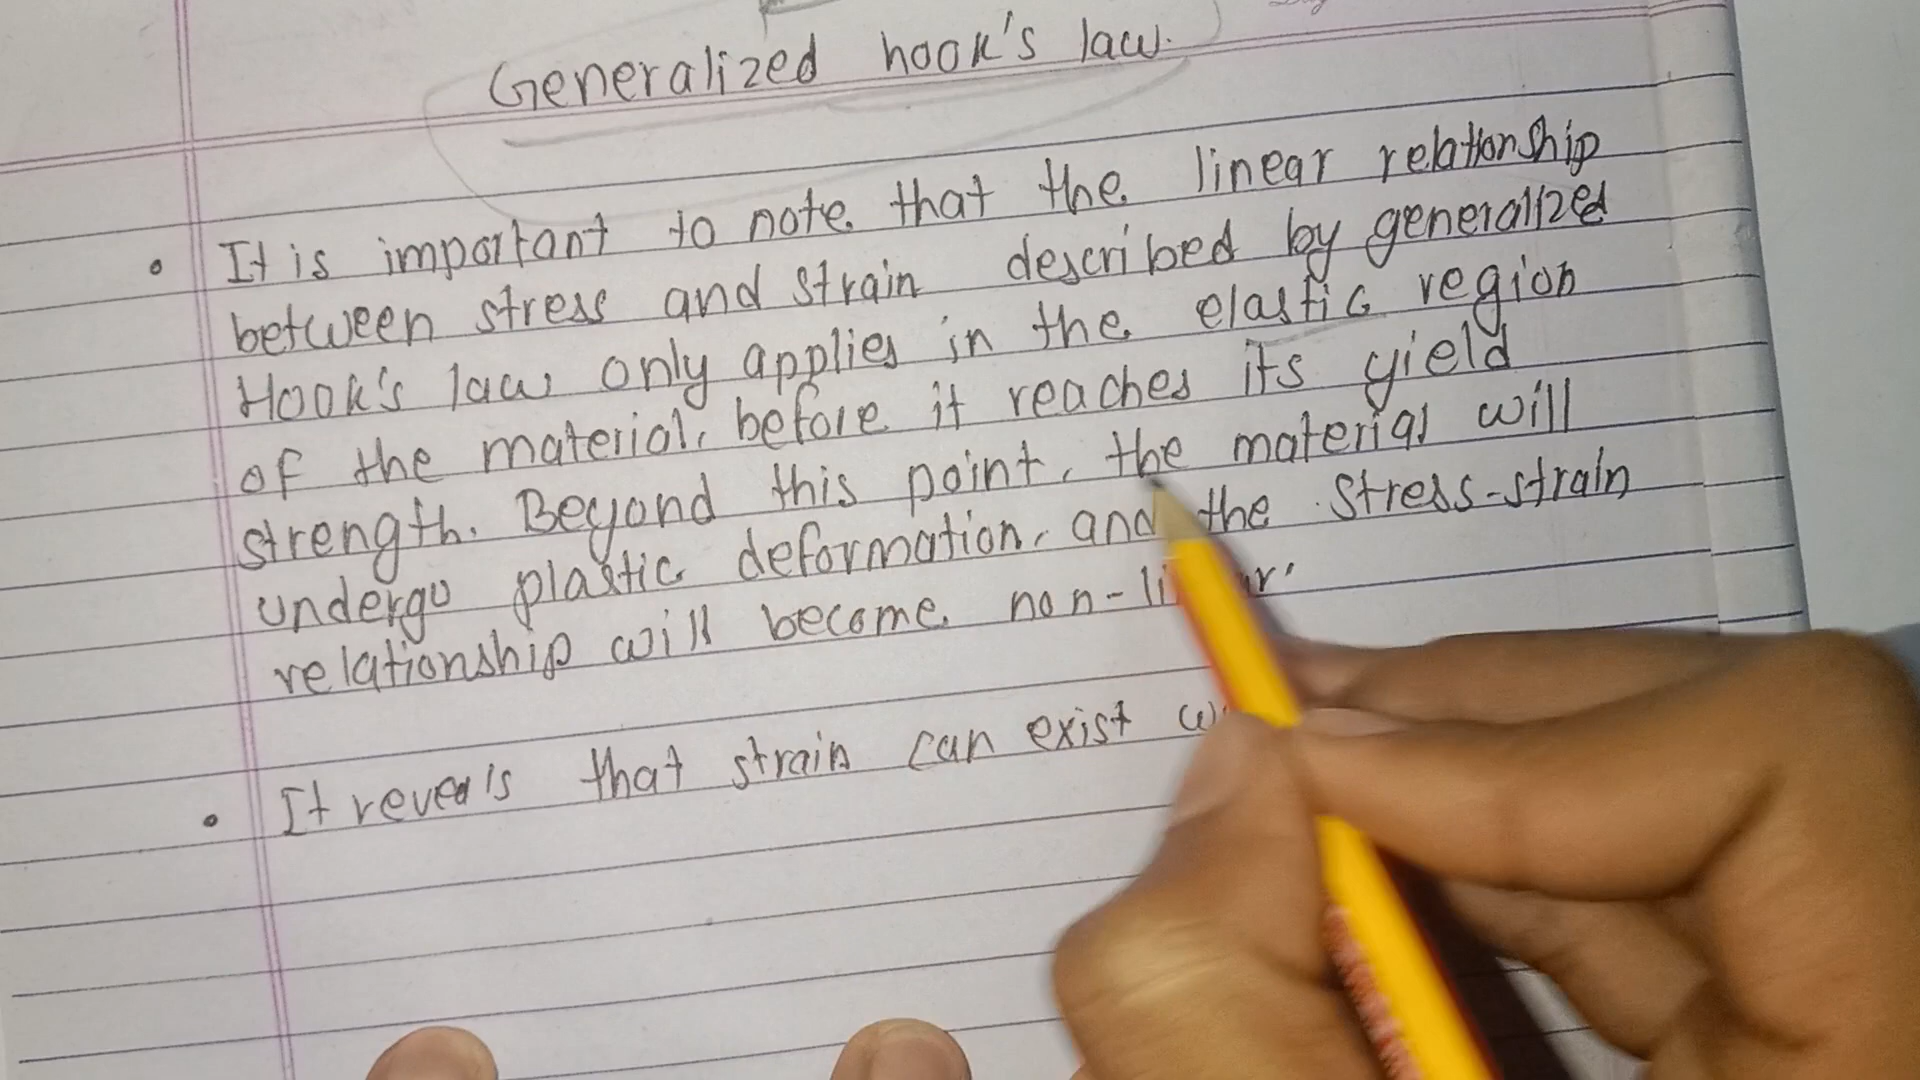 Generalized hook's law.
• It is important to note that the linear relationship
between stress and strain described by generalized
Hook's law only applies in the elastic region
of the material, before it reaches its yield
strength. Beyond this point, the material will
undergo plastic deformation, and the stress-strain
relationship will become non-
• It reveals that strain can exist